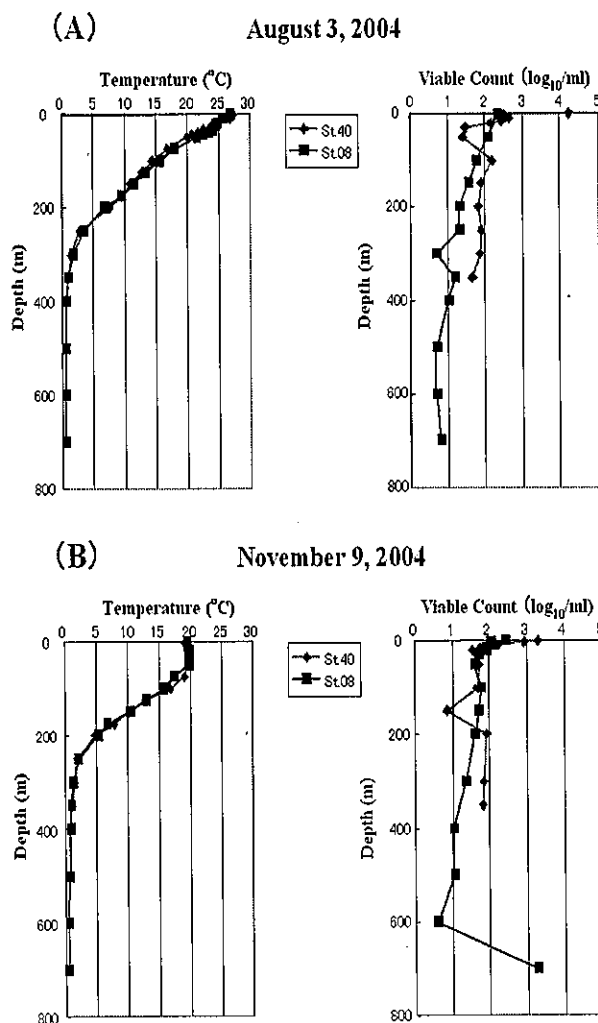 (A) August 3, 2004
Temperature (°C)
0 5 10 15 20 25 30
0
200
400
600
800
Depth (m)
St.40
St.08
Viable Count (log10/ml)
0 1 2 3 4 5
0
200
400
600
800
Depth (m)
(B) November 9, 2004
Temperature (°C)
0 5 10 15 20 25 30
0
200
400
600
800
Depth (m)
St.40
St.08
Viable Count (log10/ml)
0 1 2 3 4 5
0
200
400
600
800
Depth (m)